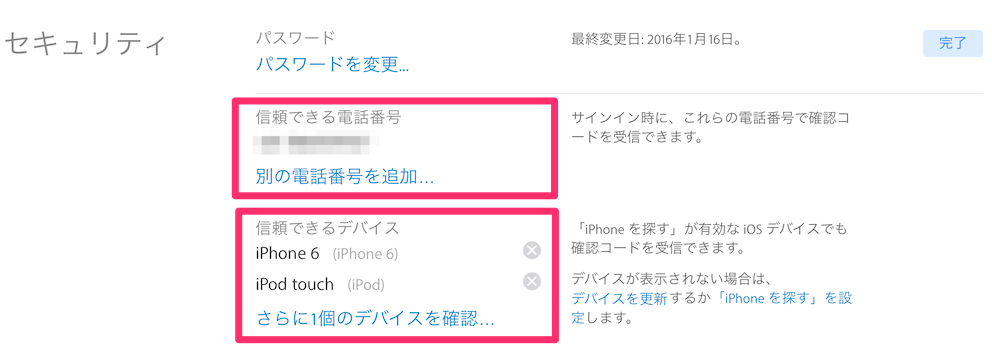 セキュリティ
パスワード
パスワードを変更...
最終変更日: 2016年1月16日。
完了
信頼できる電話番号
別の電話番号を追加...
サインイン時に、これらの電話番号で確認コ
ードを受信できます。
信頼できるデバイス
iPhone 6 (iPhone 6)
iPod touch (iPod)
さらに1個のデバイスを確認...
「iPhone を探す」が有効な iOS デバイスでも
確認コードを受信できます。
デバイスが表示されない場合は、
デバイスを更新するか「iPhone を探す」を設
定します。